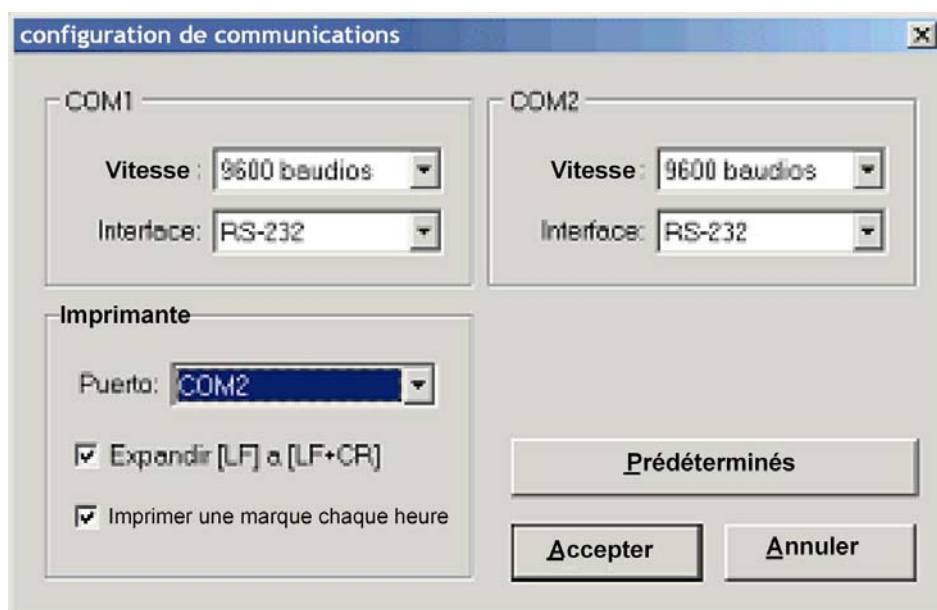 configuration de communications
COM1
Vitesse : 9600 baudios
Interface: RS-232
COM2
Vitesse : 9600 baudios
Interface: RS-232
Imprimante
Puerto: COM2
Expandir [LF] a [LF+CR]
Imprimer une marque chaque heure
Prédéterminés
Accepter
Annuler